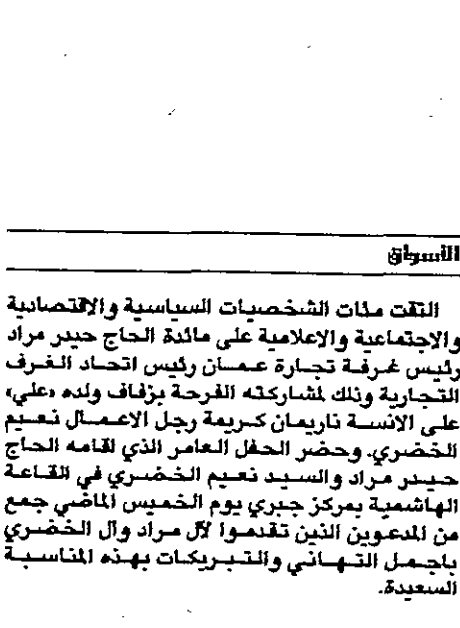 الأسواق
التقت مئات الشخصيات السياسية والاقتصادية
والاجتماعية والاعلامية على مائدة الحاج حيدر مراد
رئيس غرفة تجارة عمان رئيس اتحاد الغرف
التجارية وذلك لمشاركته الفرحة بزفاف ولده «علي»
على الانسة ناريمان كريمة رجل الاعمال نعيم
الخضري. وحضر الحفل العامر الذي اقامه الحاج
حيدر مراد والسيد نعيم الخضري في القاعة
الهاشمية بمركز جبري يوم الخميس الماضي جمع
من المدعوين الذين تقدموا لآل مراد وآل الخضري
باجمل التهاني والتبريكات بهذه المناسبة
السعيدة.